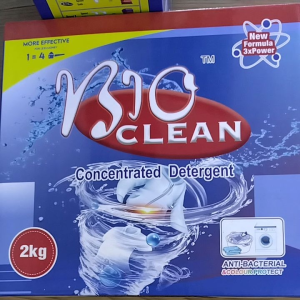 MORE EFFECTIVE
1 = 4
New
Formula
3xPower
BIO TM
CLEAN
Concentrated Detergent
2kg
ANTI-BACTERIAL
&COLOUR PROTECT